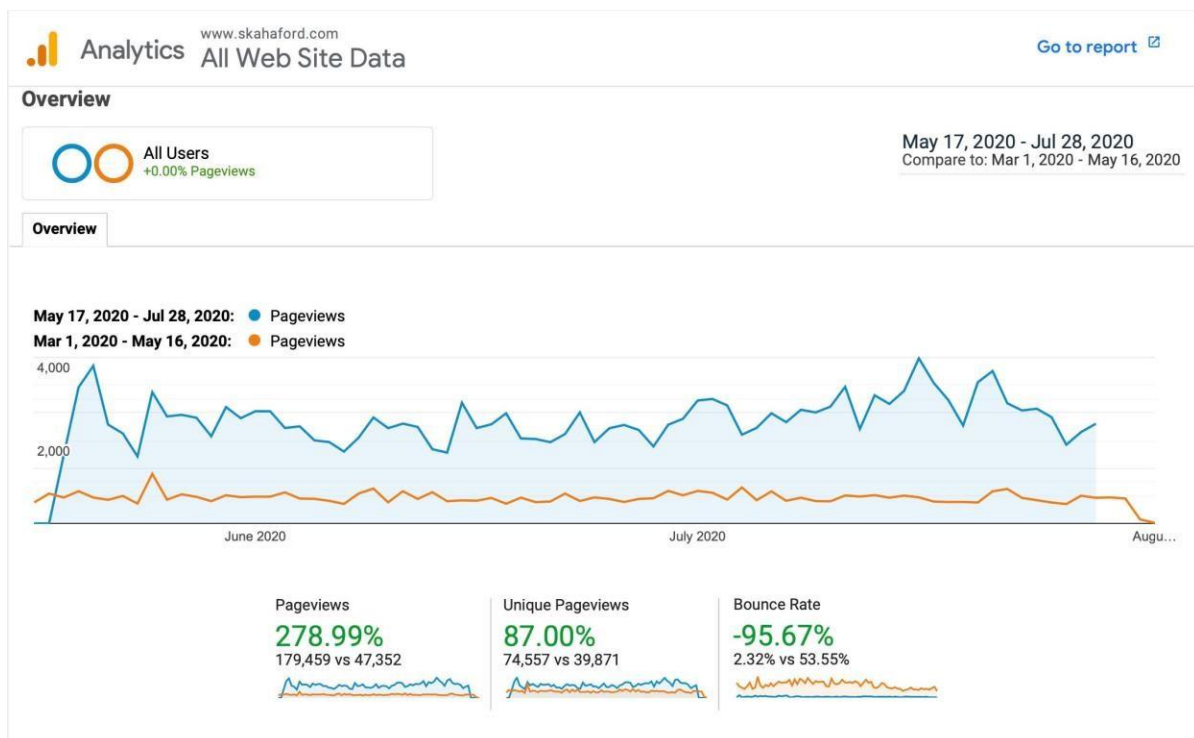 Analytics
www.skahaford.com
All Web Site Data
Go to report
Overview
All Users
+0.00% Pageviews
May 17, 2020 - Jul 28, 2020
Compare to: Mar 1, 2020 - May 16, 2020
Overview
May 17, 2020 - Jul 28, 2020: Pageviews
Mar 1, 2020 - May 16, 2020: Pageviews
4,000
2,000
June 2020
July 2020
Augu...
Pageviews
278.99%
179,459 vs 47,352
Unique Pageviews
87.00%
74,557 vs 39,871
Bounce Rate
-95.67%
2.32% vs 53.55%